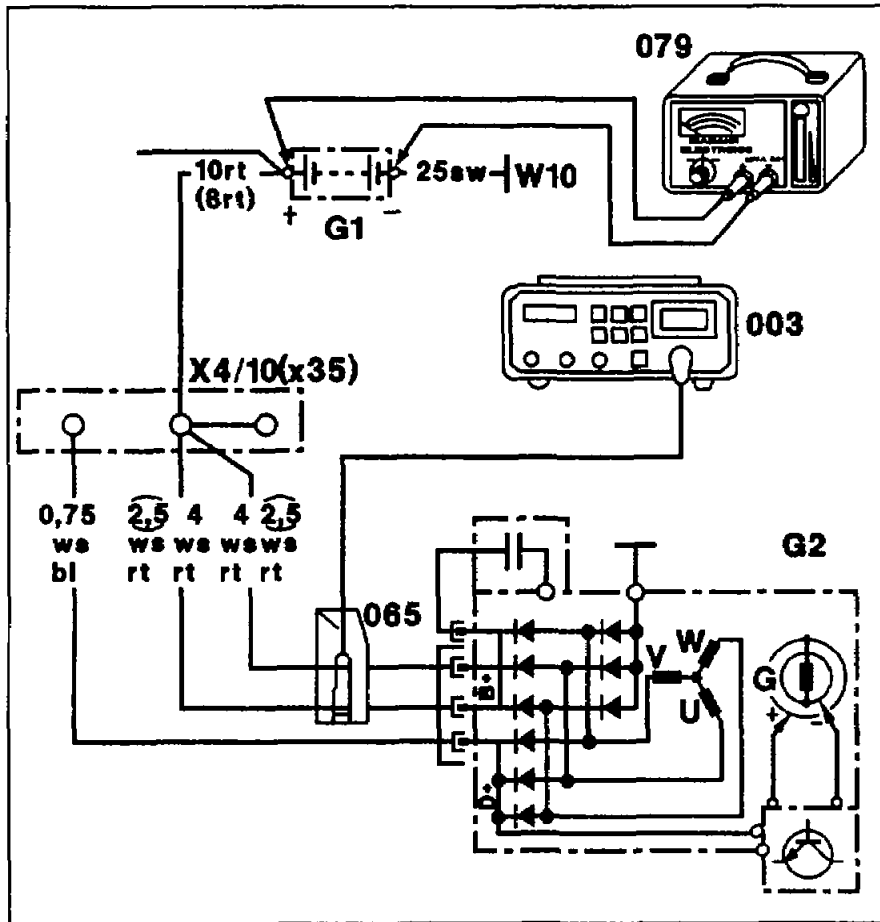 079
10rt
(8rt)
+
G1
−
25sw
W10
003
X4/10(x35)
0,75
ws
bl
2,5
ws
rt
4
ws
rt
4
ws
rt
2,5
ws
rt
G2
065
B+
D+
V
W
U
G
+
−